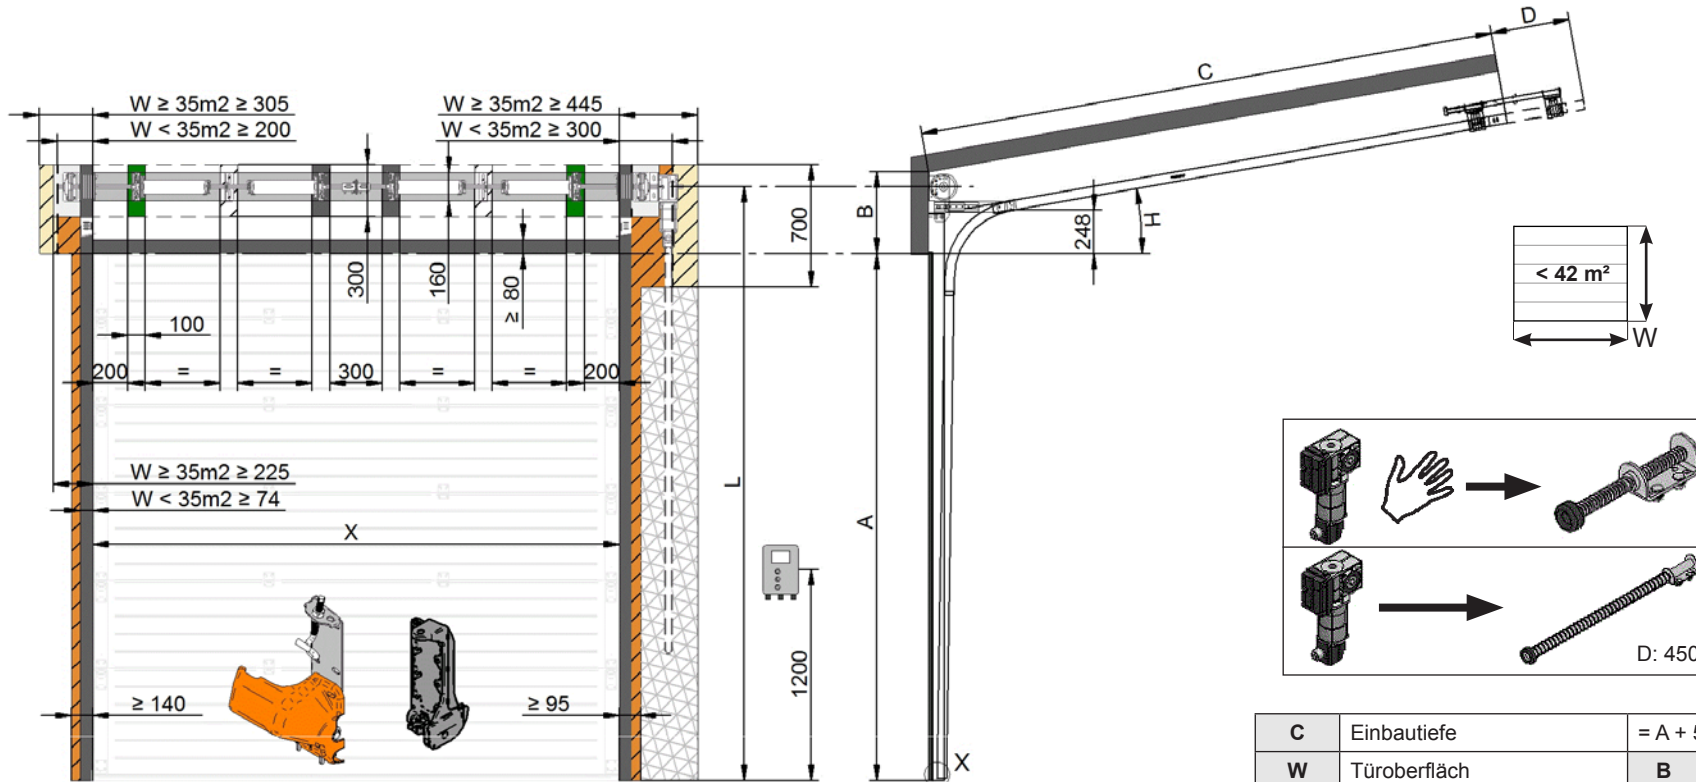 W ≥ 35m2 ≥ 305
W < 35m2 ≥ 200
W ≥ 35m2 ≥ 445
W < 35m2 ≥ 300
300
160
≥ 80
700
100
200
=
=
300
=
=
200
W ≥ 35m2 ≥ 225
W < 35m2 ≥ 74
X
L
1200
≥ 140
≥ 95
C
D
B
248
H
A
X
< 42 m²
W
D: 450
C Einbautiefe = A + 5
W Türoberfläch B